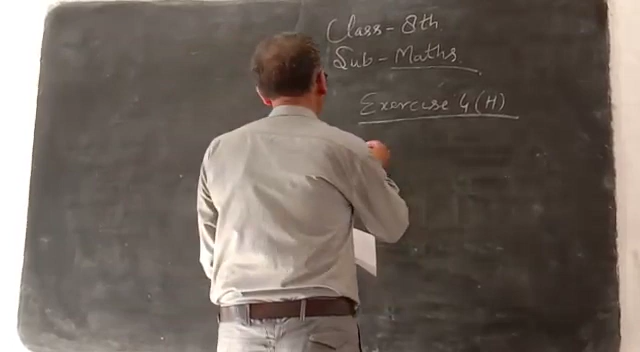 Class - 8th
Sub - Maths.
Exercise 4 (H)